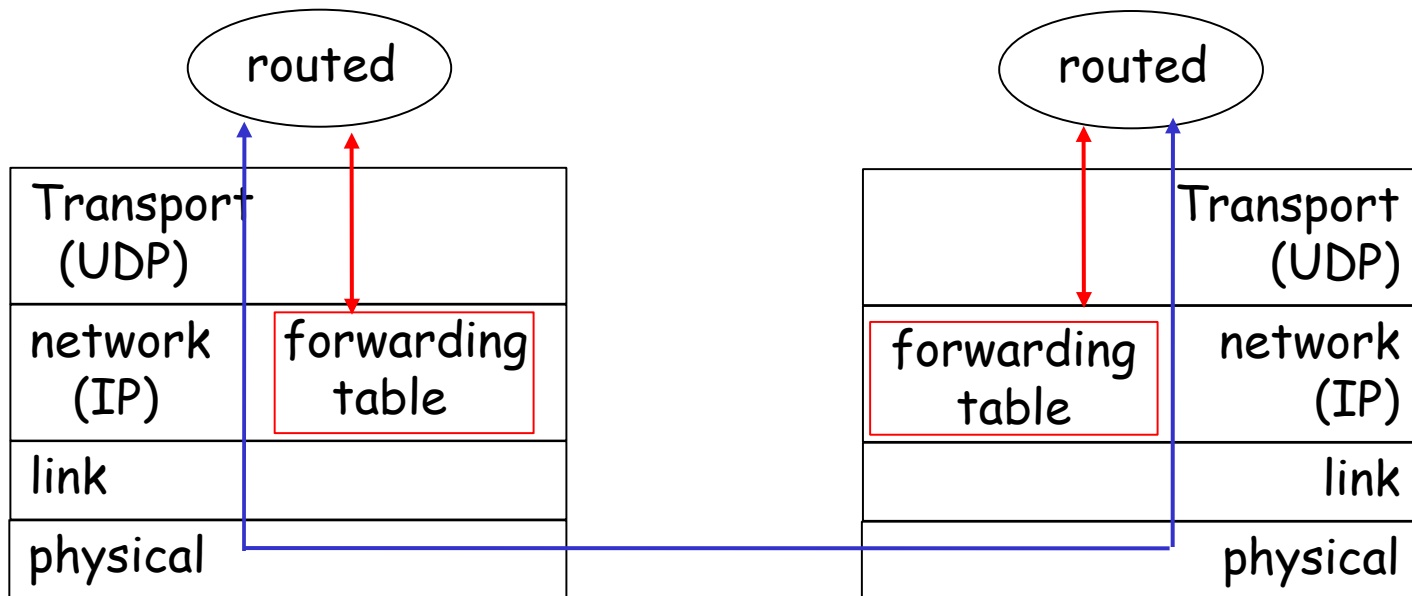 routed
routed
Transport
(UDP)
network
(IP)
forwarding
table
link
physical
Transport
(UDP)
forwarding
table
network
(IP)
link
physical